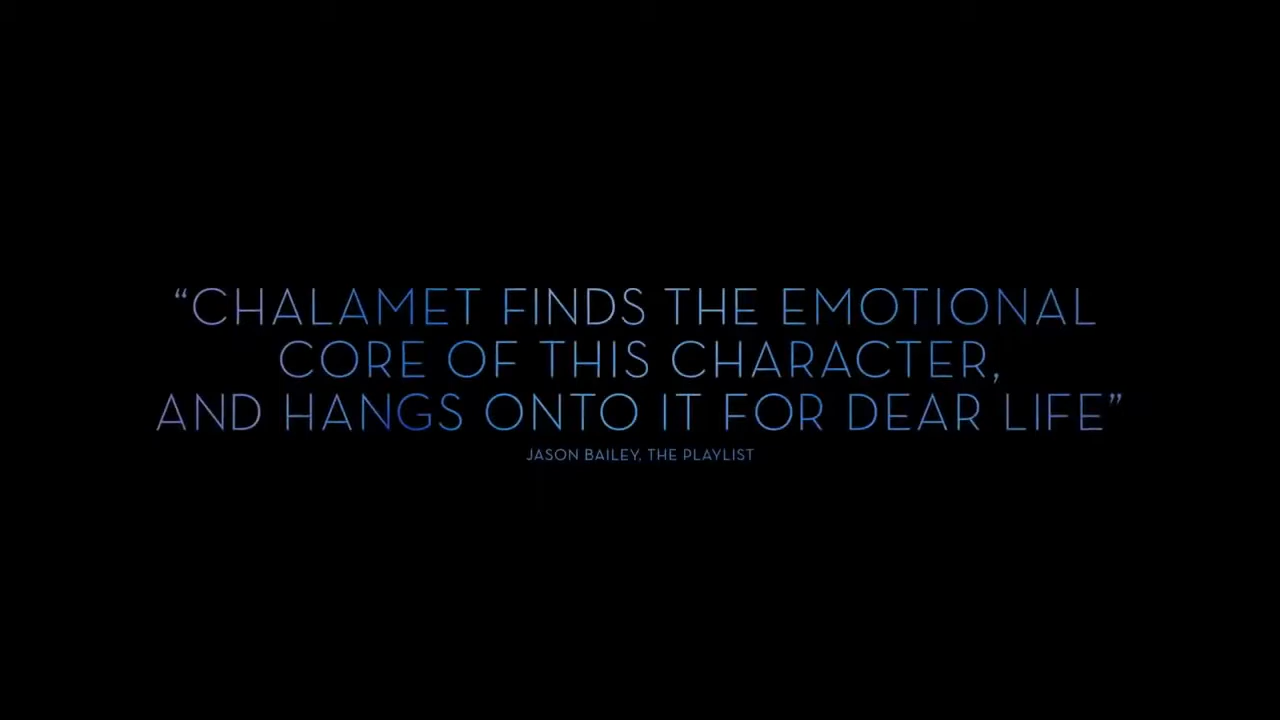 “CHALAMET FINDS THE EMOTIONAL
CORE OF THIS CHARACTER,
AND HANGS ONTO IT FOR DEAR LIFE”
JASON BAILEY, THE PLAYLIST